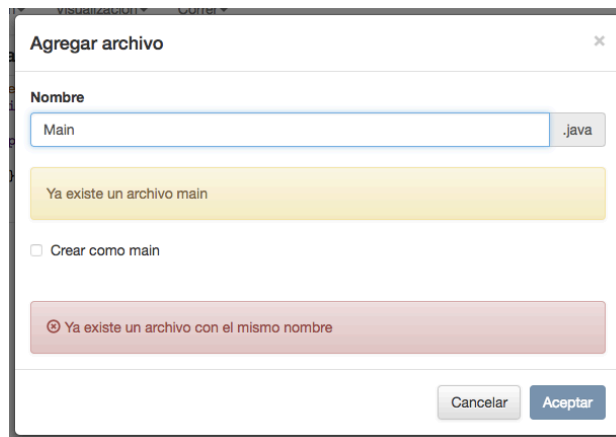 Visualización Correr
Agregar archivo
×
Nombre
Main .java
Ya existe un archivo main
Crear como main
Ya existe un archivo con el mismo nombre
Cancelar Aceptar